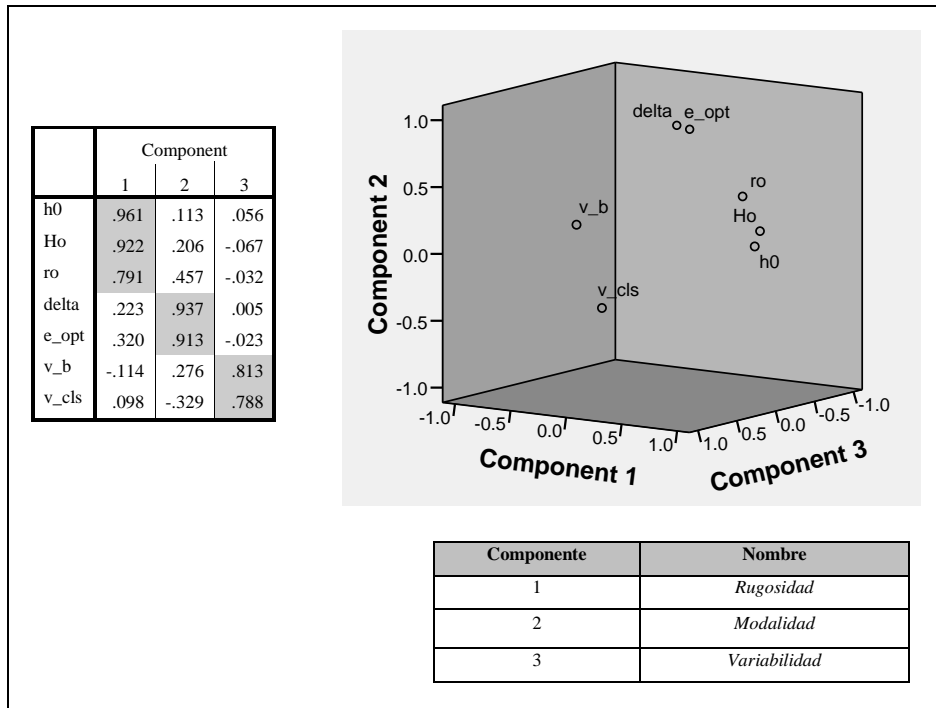 Component
1 2 3
h0 .961 .113 .056
Ho .922 .206 -.067
ro .791 .457 -.032
delta .223 .937 .005
e_opt .320 .913 -.023
v_b -.114 .276 .813
v_cls .098 -.329 .788
1.0
0.5
0.0
-0.5
-1.0
Component 2
delta e_opt
ro
v_b
Ho
h0
v_cls
-1.0 -0.5 0.0 0.5 1.0
Component 1
1.0 0.5 0.0 -0.5 -1.0
Component 3
Componente Nombre
1 Rugosidad
2 Modalidad
3 Variabilidad